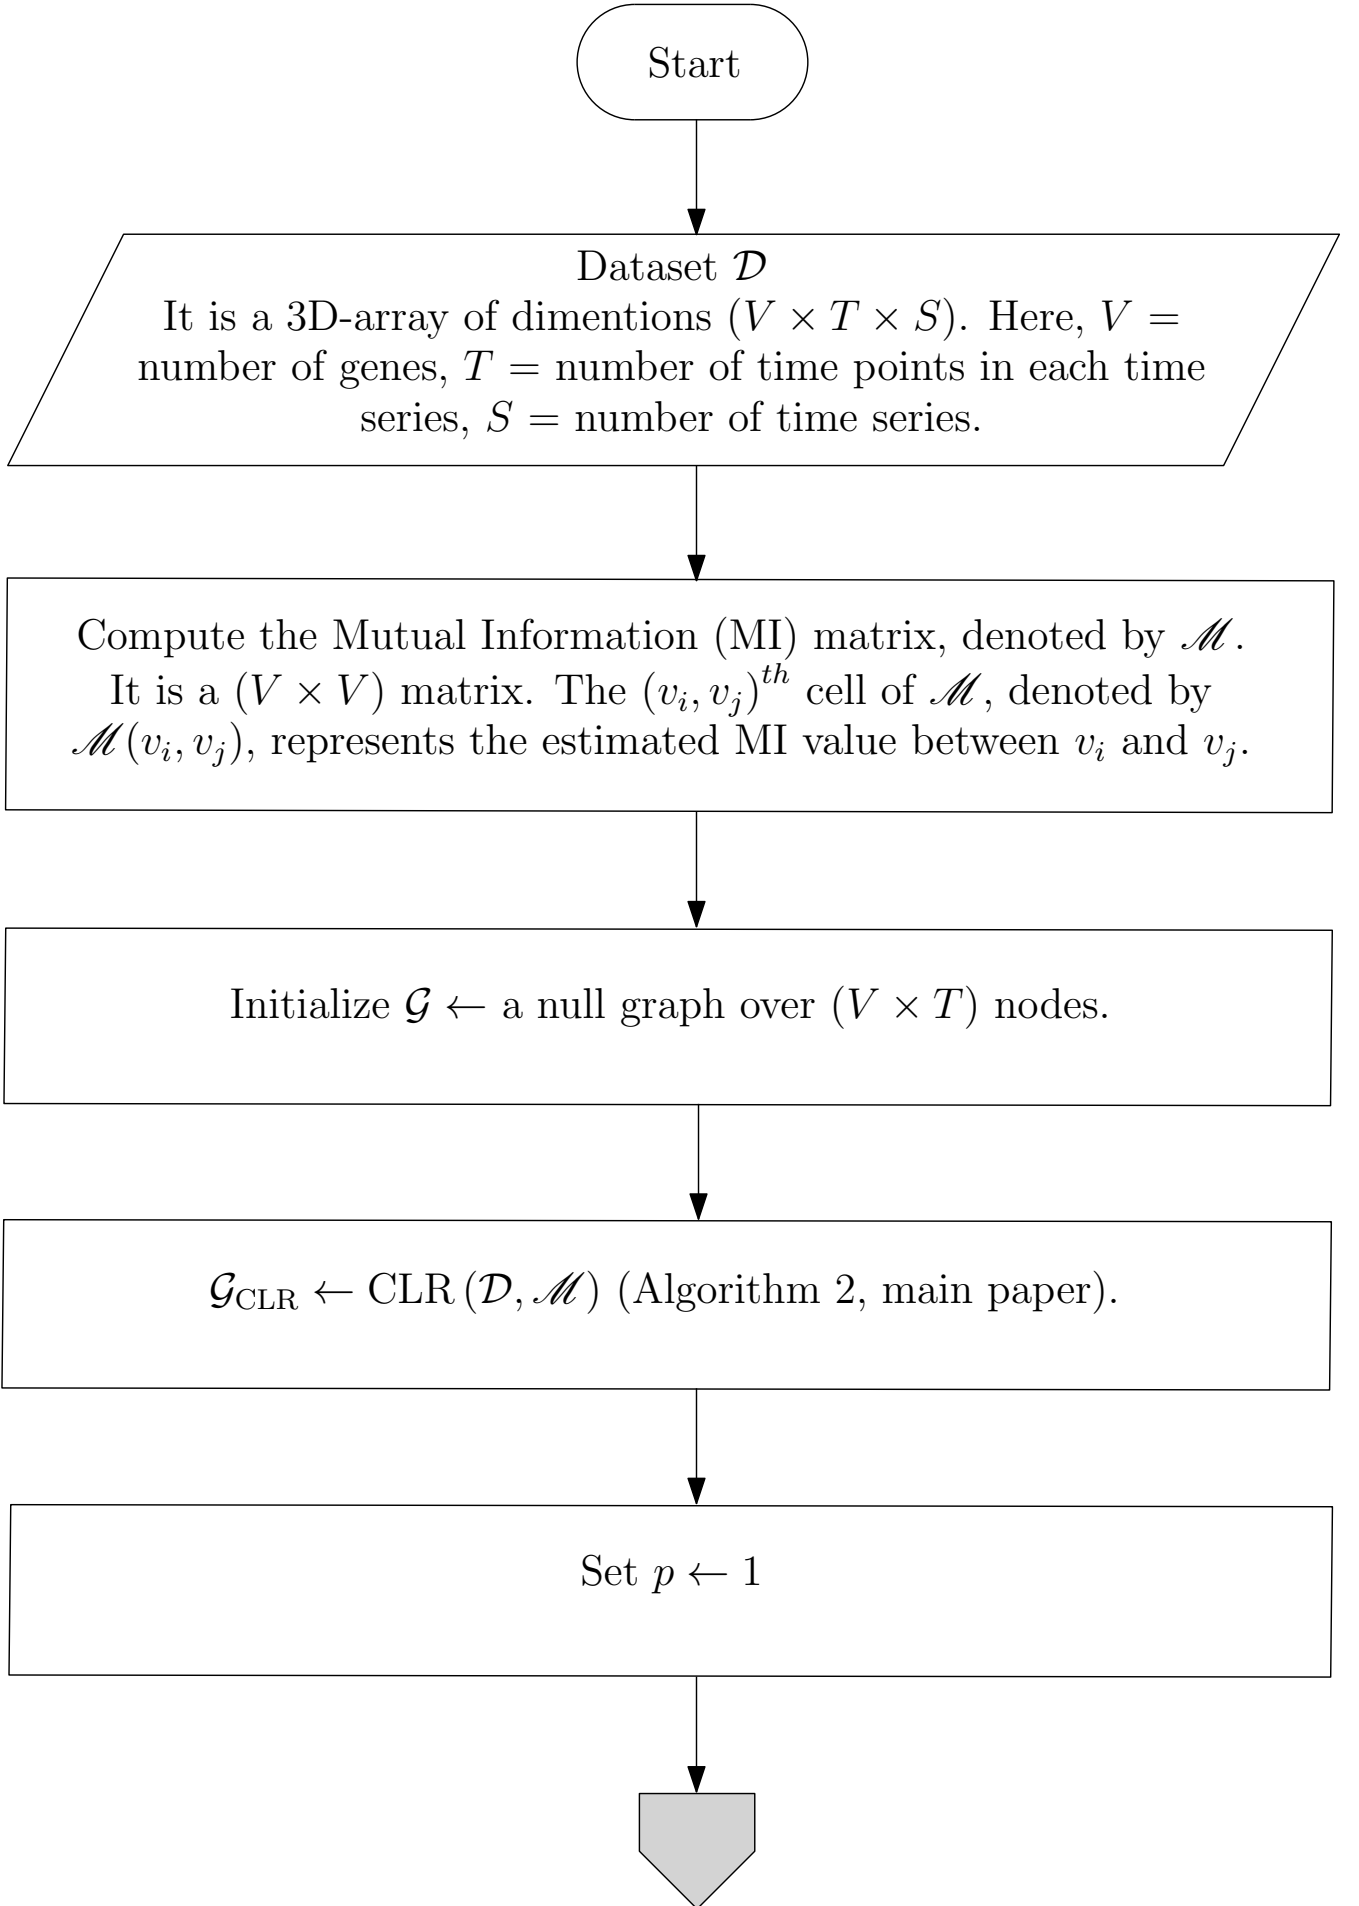 Start
Dataset 𝒟
It is a 3D-array of dimentions (V × T × S). Here, V =
number of genes, T = number of time points in each time
series, S = number of time series.
Compute the Mutual Information (MI) matrix, denoted by ℳ.
It is a (V × V) matrix. The (v_i, v_j)^th cell of ℳ, denoted by
ℳ(v_i, v_j), represents the estimated MI value between v_i and v_j.
Initialize 𝒢 ← a null graph over (V × T) nodes.
𝒢_CLR ← CLR (𝒟, ℳ) (Algorithm 2, main paper).
Set p ← 1